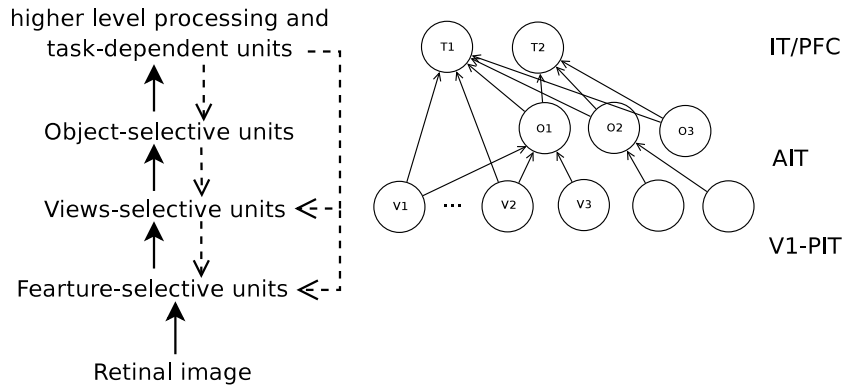 higher level processing and
task-dependent units
Object-selective units
Views-selective units
Fearture-selective units
Retinal image
T1
T2
IT/PFC
O1
O2
O3
AIT
V1
...
V2
V3
V1-PIT